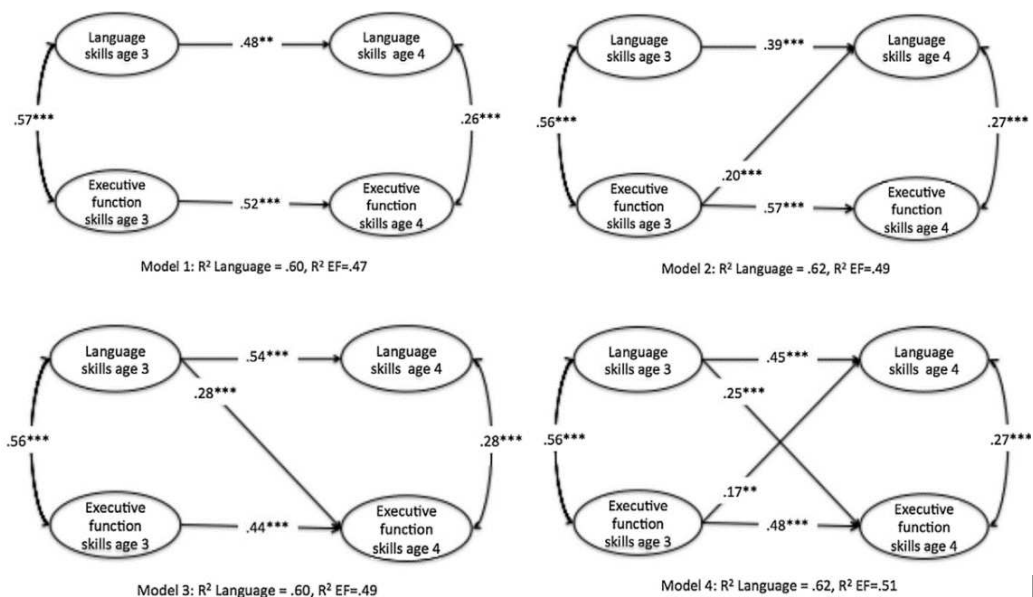 Language
skills age 3
.48**
Language
skills age 4
.57***
.26***
Executive
function
skills age 3
.52***
Executive
function
skills age 4
Model 1: R² Language = .60, R² EF=.47
Language
skills age 3
.39***
Language
skills age 4
.56***
.27***
.20***
Executive
function
skills age 3
.57***
Executive
function
skills age 4
Model 2: R² Language = .62, R² EF=.49
Language
skills age 3
.54***
Language
skills age 4
.28***
.56***
.28***
Executive
function
skills age 3
.44***
Executive
function
skills age 4
Model 3: R² Language = .60, R² EF=.49
Language
skills age 3
.45***
Language
skills age 4
.25***
.56***
.27***
.17**
Executive
function
skills age 3
.48***
Executive
function
skills age 4
Model 4: R² Language = .62, R² EF=.51